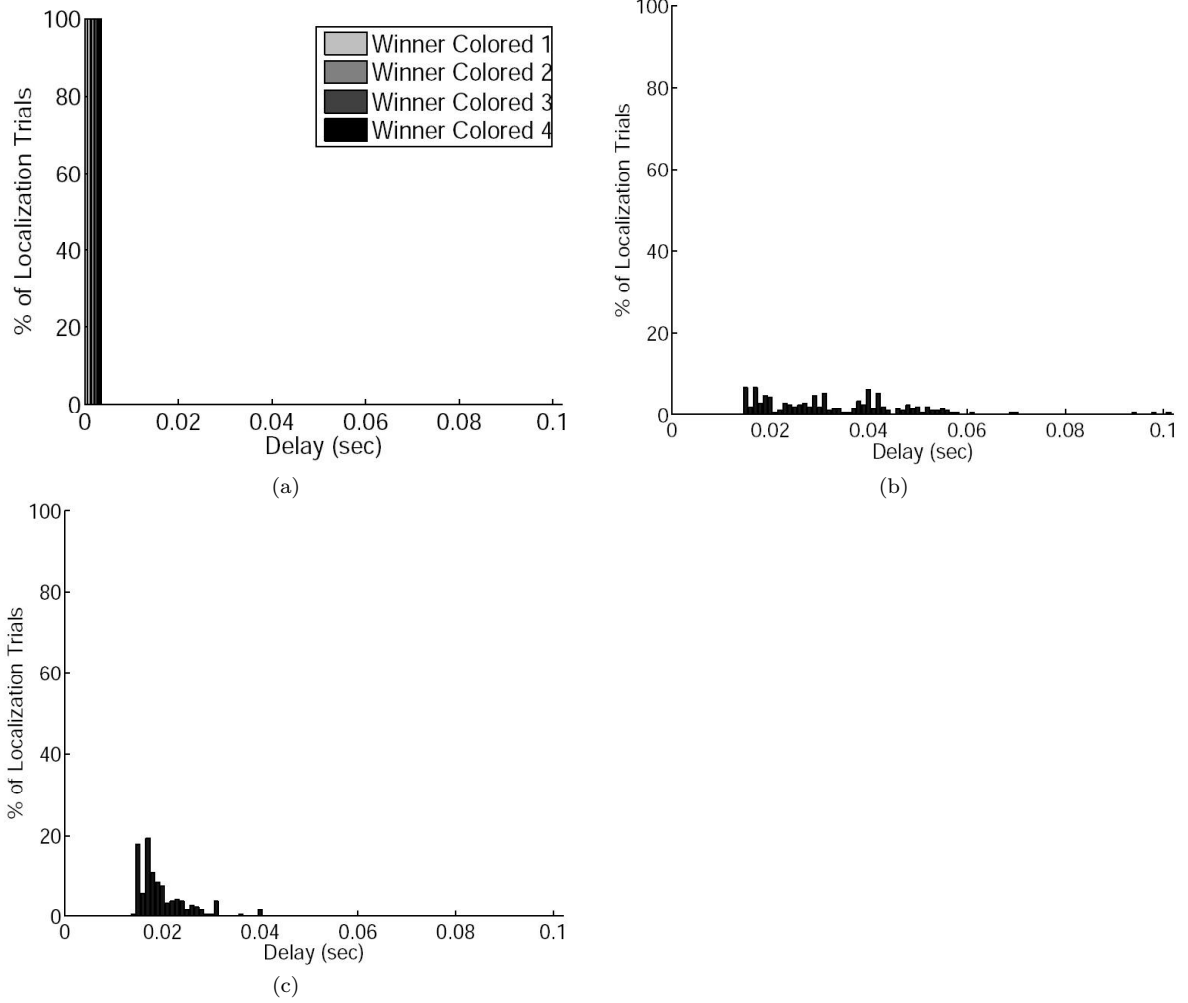 100
80
60
40
20
0
% of Localization Trials
Winner Colored 1
Winner Colored 2
Winner Colored 3
Winner Colored 4
0 0.02 0.04 0.06 0.08 0.1
Delay (sec)
(a)
100
80
60
40
20
0
% of Localization Trials
0 0.02 0.04 0.06 0.08 0.1
Delay (sec)
(b)
100
80
60
40
20
0
% of Localization Trials
0 0.02 0.04 0.06 0.08 0.1
Delay (sec)
(c)